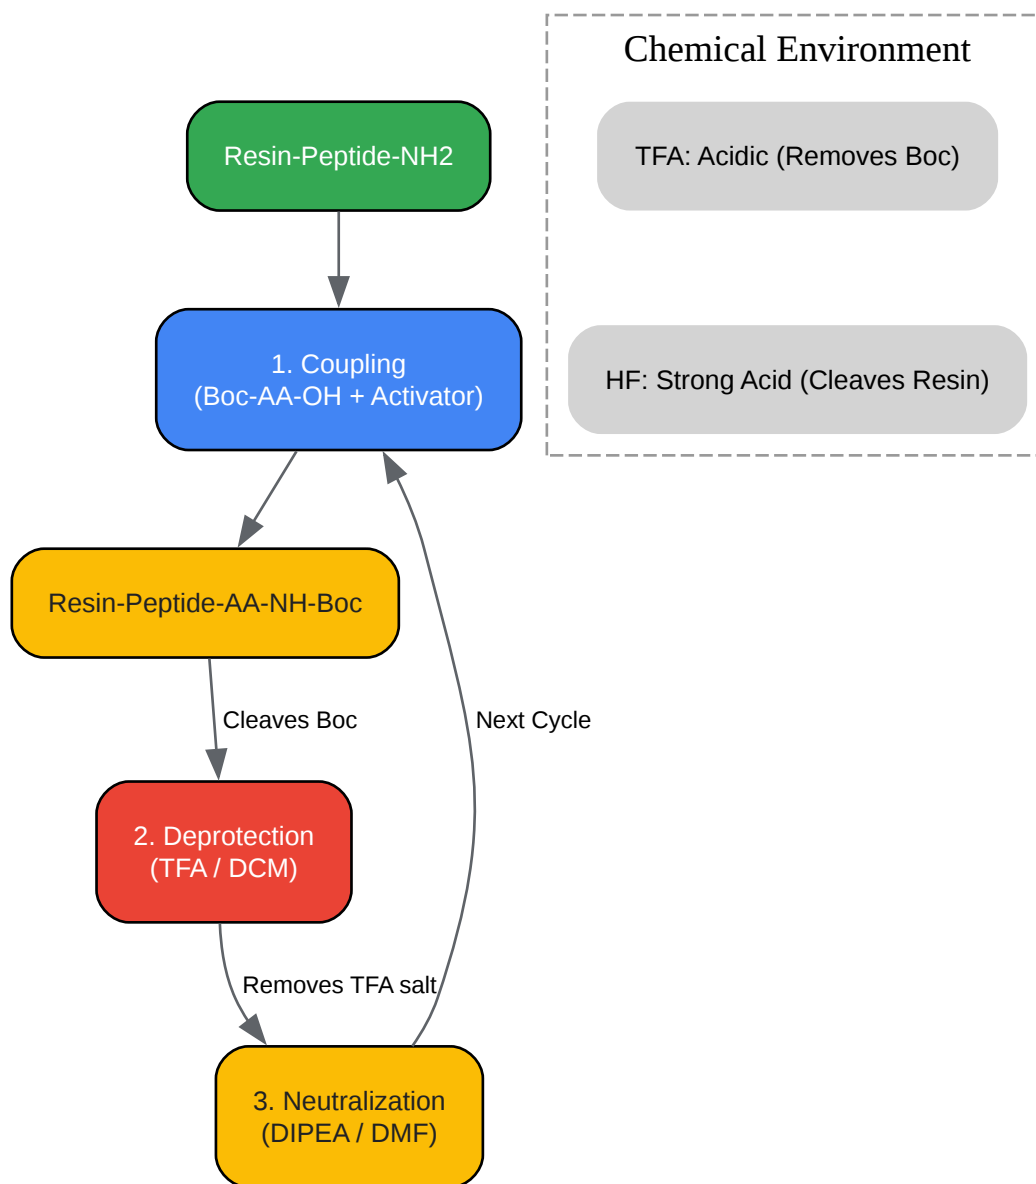 Chemical Environment
Resin-Peptide-NH2
TFA: Acidic (Removes Boc)
1. Coupling
(Boc-AA-OH + Activator)
HF: Strong Acid (Cleaves Resin)
Resin-Peptide-AA-NH-Boc
Cleaves Boc
Next Cycle
2. Deprotection
(TFA / DCM)
Removes TFA salt
3. Neutralization
(DIPEA / DMF)